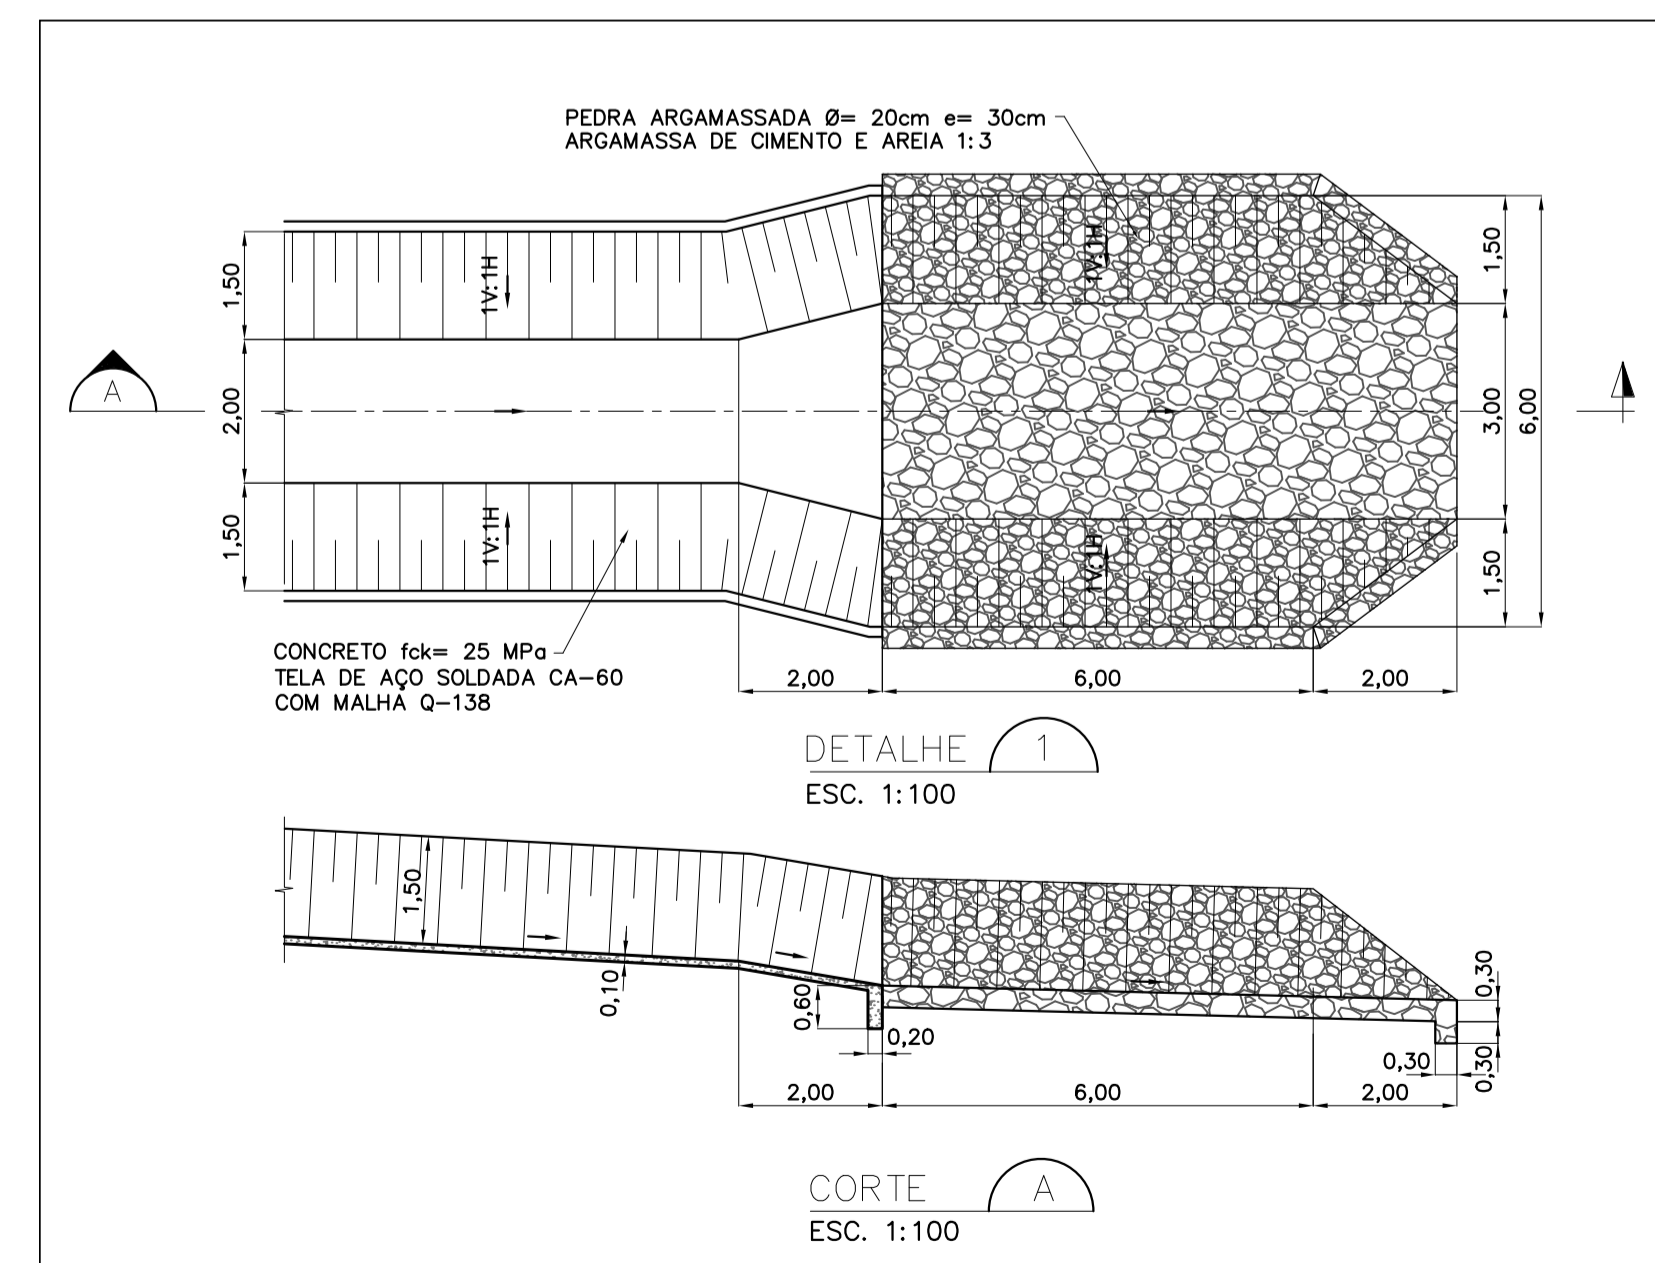 PEDRA ARGAMASSADA Ø= 20cm e= 30cm
ARGAMASSA DE CIMENTO E AREIA 1:3
1,50
2,00
1,50
1V:1H
1V:1H
1V:1H
1V:1H
1,50
3,00
1,50
6,00
A
CONCRETO fck= 25 MPa
TELA DE AÇO SOLDADA CA-60
COM MALHA Q-138
2,00
6,00
2,00
DETALHE 1
ESC. 1:100
1,50
0,10
0,60
0,20
0,30
0,30
0,30
2,00
6,00
2,00
CORTE A
ESC. 1:100